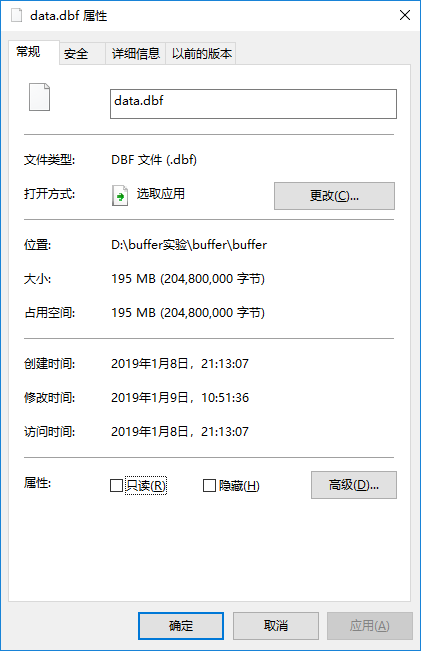 data.dbf 属性
常规 安全 详细信息 以前的版本
data.dbf
文件类型: DBF 文件 (.dbf)
打开方式: 选取应用 更改(C)...
位置: D:\buffer实验\buffer\buffer
大小: 195 MB (204,800,000 字节)
占用空间: 195 MB (204,800,000 字节)
创建时间: 2019年1月8日，21:13:07
修改时间: 2019年1月9日，10:51:36
访问时间: 2019年1月8日，21:13:07
属性: 只读(R) 隐藏(H) 高级(D)...
确定 取消 应用(A)